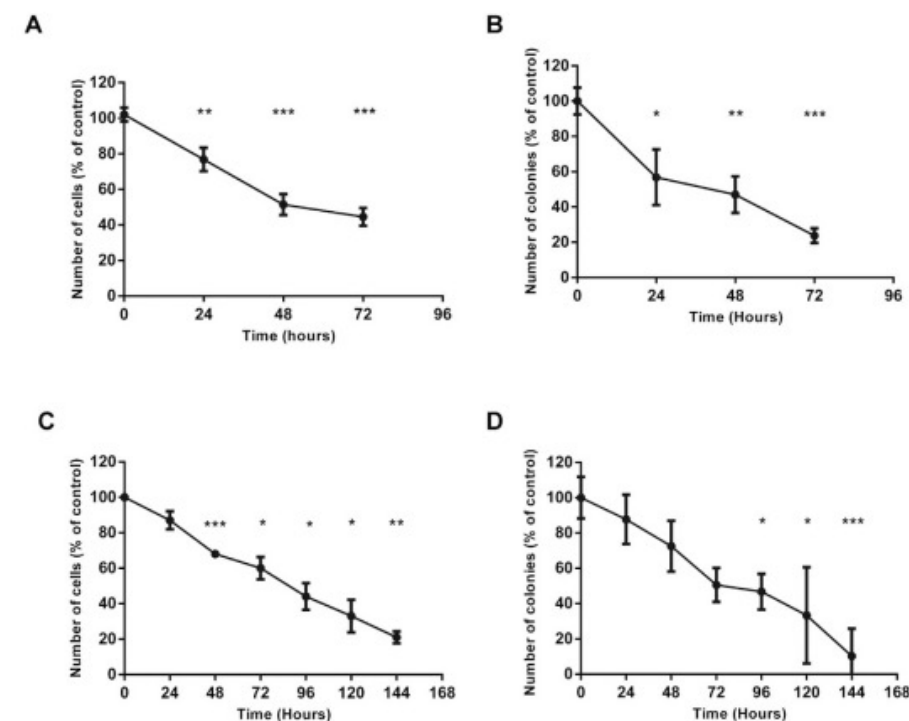 A
Number of cells (% of control)
120
100
80
60
40
20
0
** *** ***
0 24 48 72 96
Time (hours)
B
Number of colonies (% of control)
120
100
80
60
40
20
0
* ** ***
0 24 48 72 96
Time (Hours)
C
Number of cells (% of control)
120
100
80
60
40
20
0
*** * * * **
0 24 48 72 96 120 144 168
Time (Hours)
D
Number of colonies (% of control)
120
100
80
60
40
20
0
* * ***
0 24 48 72 96 120 144 168
Time (Hours)